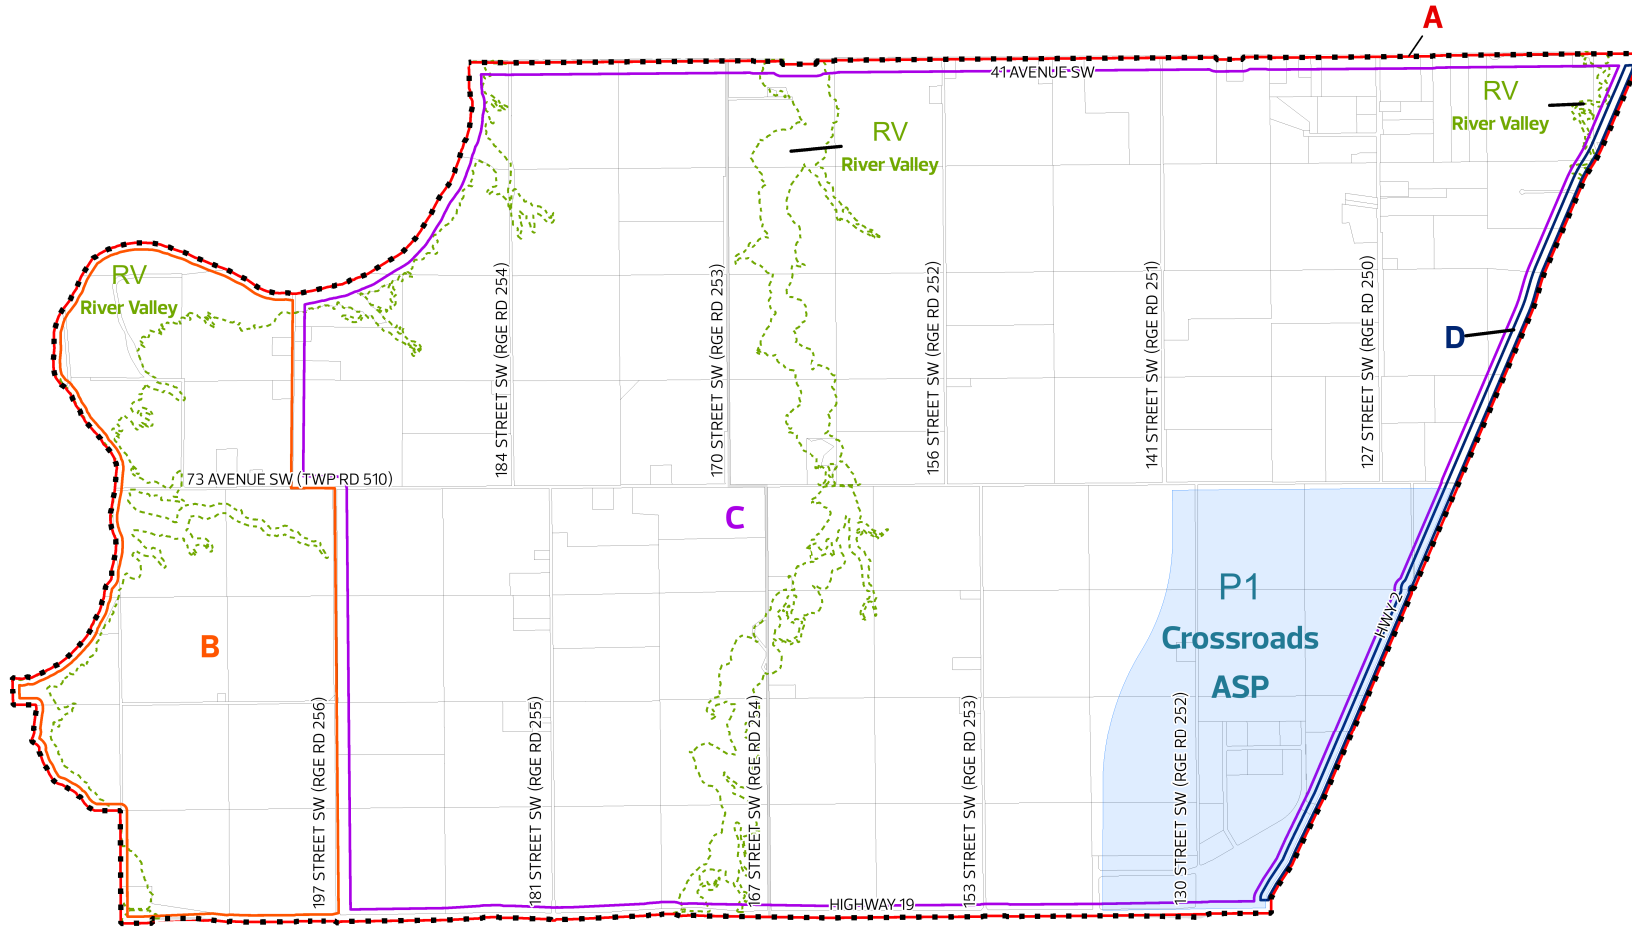 A
41 AVENUE SW
RV
River Valley
RV
River Valley
RV
River Valley
184 STREET SW (RGE RD 254)
170 STREET SW (RGE RD 253)
156 STREET SW (RGE RD 252)
141 STREET SW (RGE RD 251)
127 STREET SW (RGE RD 250)
D
73 AVENUE SW (TWP RD 510)
C
P1
Crossroads
ASP
HWY 2
B
197 STREET SW (RGE RD 256)
181 STREET SW (RGE RD 255)
167 STREET SW (RGE RD 254)
153 STREET SW (RGE RD 253)
130 STREET SW (RGE RD 252)
HIGHWAY 19